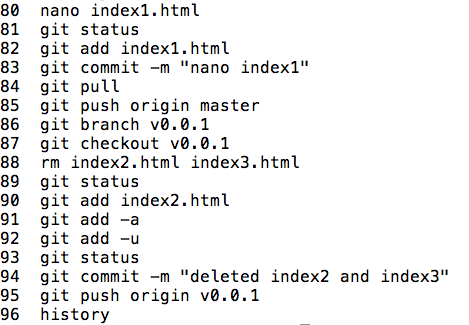 80 nano index1.html
81 git status
82 git add index1.html
83 git commit -m "nano index1"
84 git pull
85 git push origin master
86 git branch v0.0.1
87 git checkout v0.0.1
88 rm index2.html index3.html
89 git status
90 git add index2.html
91 git add -a
92 git add -u
93 git status
94 git commit -m "deleted index2 and index3"
95 git push origin v0.0.1
96 history